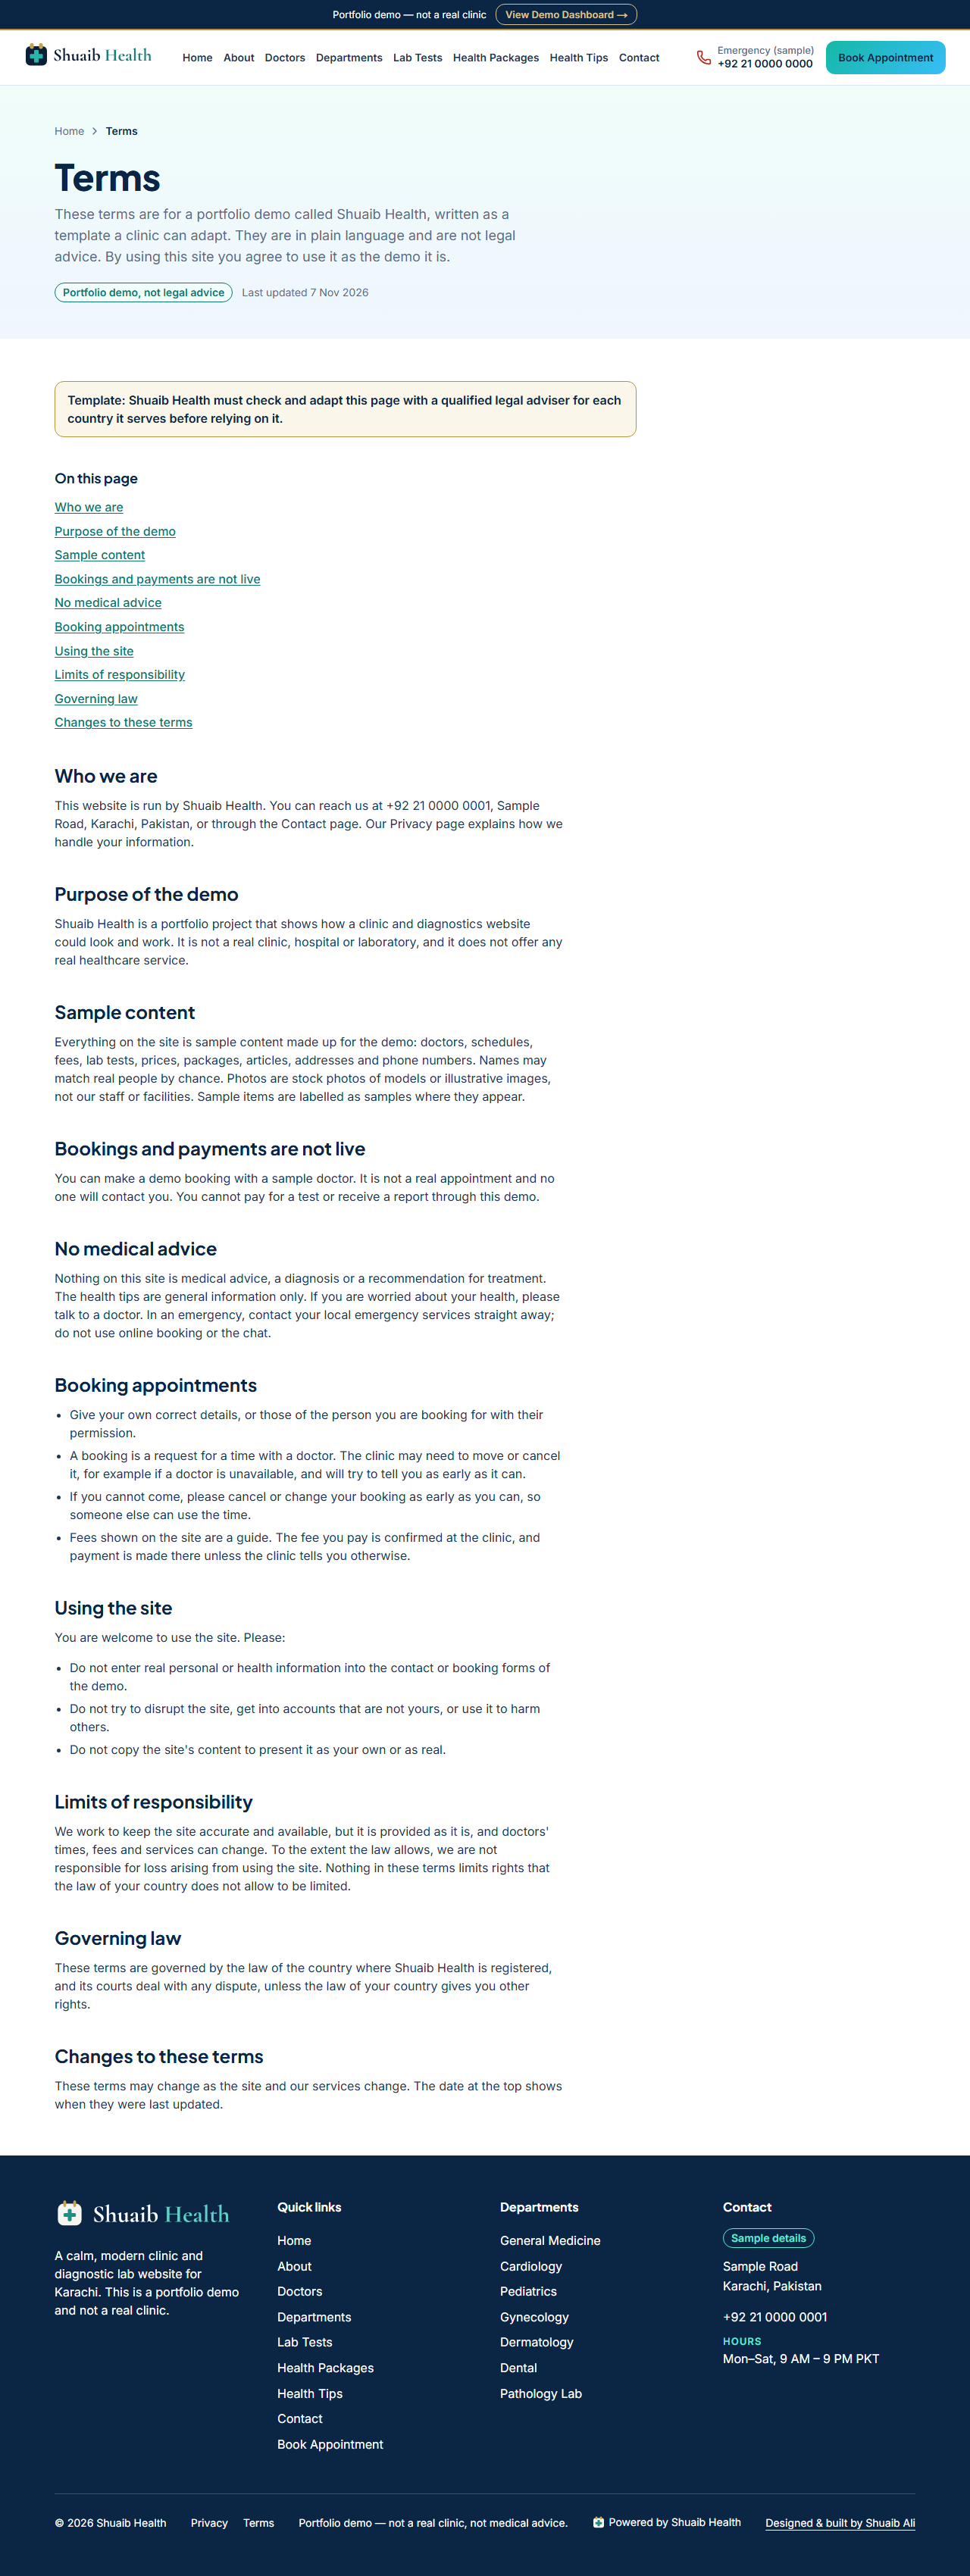 Portfolio demo — not a real clinic View Demo Dashboard →
Shuaib Health
Home About Doctors Departments Lab Tests Health Packages Health Tips Contact
Emergency (sample)
+92 21 0000 0000
Book Appointment
Home > Terms
Terms
These terms are for a portfolio demo called Shuaib Health, written as a
template a clinic can adapt. They are in plain language and are not legal
advice. By using this site you agree to use it as the demo it is.
Portfolio demo, not legal advice Last updated 7 Nov 2026
Template: Shuaib Health must check and adapt this page with a qualified legal adviser for each
country it serves before relying on it.
On this page
Who we are
Purpose of the demo
Sample content
Bookings and payments are not live
No medical advice
Booking appointments
Using the site
Limits of responsibility
Governing law
Changes to these terms
Who we are
This website is run by Shuaib Health. You can reach us at +92 21 0000 0001, Sample
Road, Karachi, Pakistan, or through the Contact page. Our Privacy page explains how we
handle your information.
Purpose of the demo
Shuaib Health is a portfolio project that shows how a clinic and diagnostics website
could look and work. It is not a real clinic, hospital or laboratory, and it does not offer any
real healthcare service.
Sample content
Everything on the site is sample content made up for the demo: doctors, schedules,
fees, lab tests, prices, packages, articles, addresses and phone numbers. Names may
match real people by chance. Photos are stock photos of models or illustrative images,
not our staff or facilities. Sample items are labelled as samples where they appear.
Bookings and payments are not live
You can make a demo booking with a sample doctor. It is not a real appointment and no
one will contact you. You cannot pay for a test or receive a report through this demo.
No medical advice
Nothing on this site is medical advice, a diagnosis or a recommendation for treatment.
The health tips are general information only. If you are worried about your health, please
talk to a doctor. In an emergency, contact your local emergency services straight away;
do not use online booking or the chat.
Booking appointments
• Give your own correct details, or those of the person you are booking for with their
permission.
• A booking is a request for a time with a doctor. The clinic may need to move or cancel
it, for example if a doctor is unavailable, and will try to tell you as early as it can.
• If you cannot come, please cancel or change your booking as early as you can, so
someone else can use the time.
• Fees shown on the site are a guide. The fee you pay is confirmed at the clinic, and
payment is made there unless the clinic tells you otherwise.
Using the site
You are welcome to use the site. Please:
• Do not enter real personal or health information into the contact or booking forms of
the demo.
• Do not try to disrupt the site, get into accounts that are not yours, or use it to harm
others.
• Do not copy the site's content to present it as your own or as real.
Limits of responsibility
We work to keep the site accurate and available, but it is provided as it is, and doctors'
times, fees and services can change. To the extent the law allows, we are not
responsible for loss arising from using the site. Nothing in these terms limits rights that
the law of your country does not allow to be limited.
Governing law
These terms are governed by the law of the country where Shuaib Health is registered,
and its courts deal with any dispute, unless the law of your country gives you other
rights.
Changes to these terms
These terms may change as the site and our services change. The date at the top shows
when they were last updated.
Shuaib Health
A calm, modern clinic and
diagnostic lab website for
Karachi. This is a portfolio demo
and not a real clinic.
Quick links
Home
About
Doctors
Departments
Lab Tests
Health Packages
Health Tips
Contact
Book Appointment
Departments
General Medicine
Cardiology
Pediatrics
Gynecology
Dermatology
Dental
Pathology Lab
Contact
Sample details
Sample Road
Karachi, Pakistan
+92 21 0000 0001
HOURS
Mon–Sat, 9 AM – 9 PM PKT
© 2026 Shuaib Health Privacy Terms Portfolio demo — not a real clinic, not medical advice. Powered by Shuaib Health Designed & built by Shuaib Ali